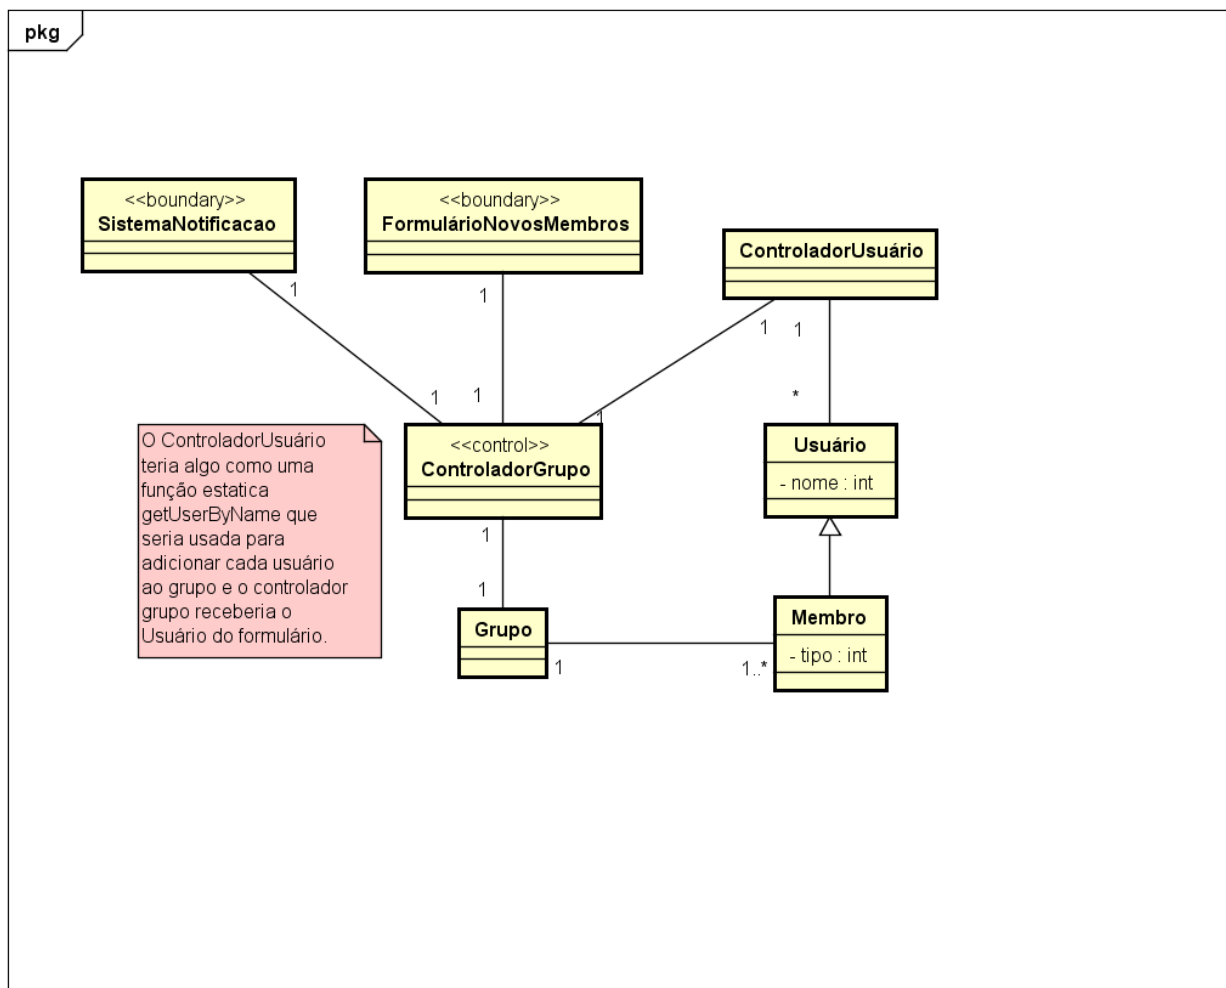 pkg
<<boundary>>
SistemaNotificacao
<<boundary>>
FormulárioNovosMembros
ControladorUsuário
1
1
1
1
1
1
*
1
O ControladorUsuário
teria algo como uma
função estatica
getUserByName que
seria usada para
adicionar cada usuário
ao grupo e o controlador
grupo receberia o
Usuário do formulário.
<<control>>
ControladorGrupo
Usuário
- nome : int
1
1
Grupo
1
1..*
Membro
- tipo : int